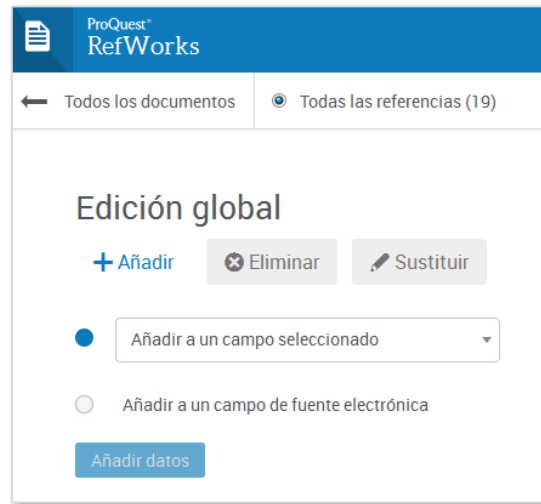 ProQuest®
RefWorks
Todos los documentos
Todas las referencias (19)
Edición global
Añadir
Eliminar
Sustituir
Añadir a un campo seleccionado
Añadir a un campo de fuente electrónica
Añadir datos